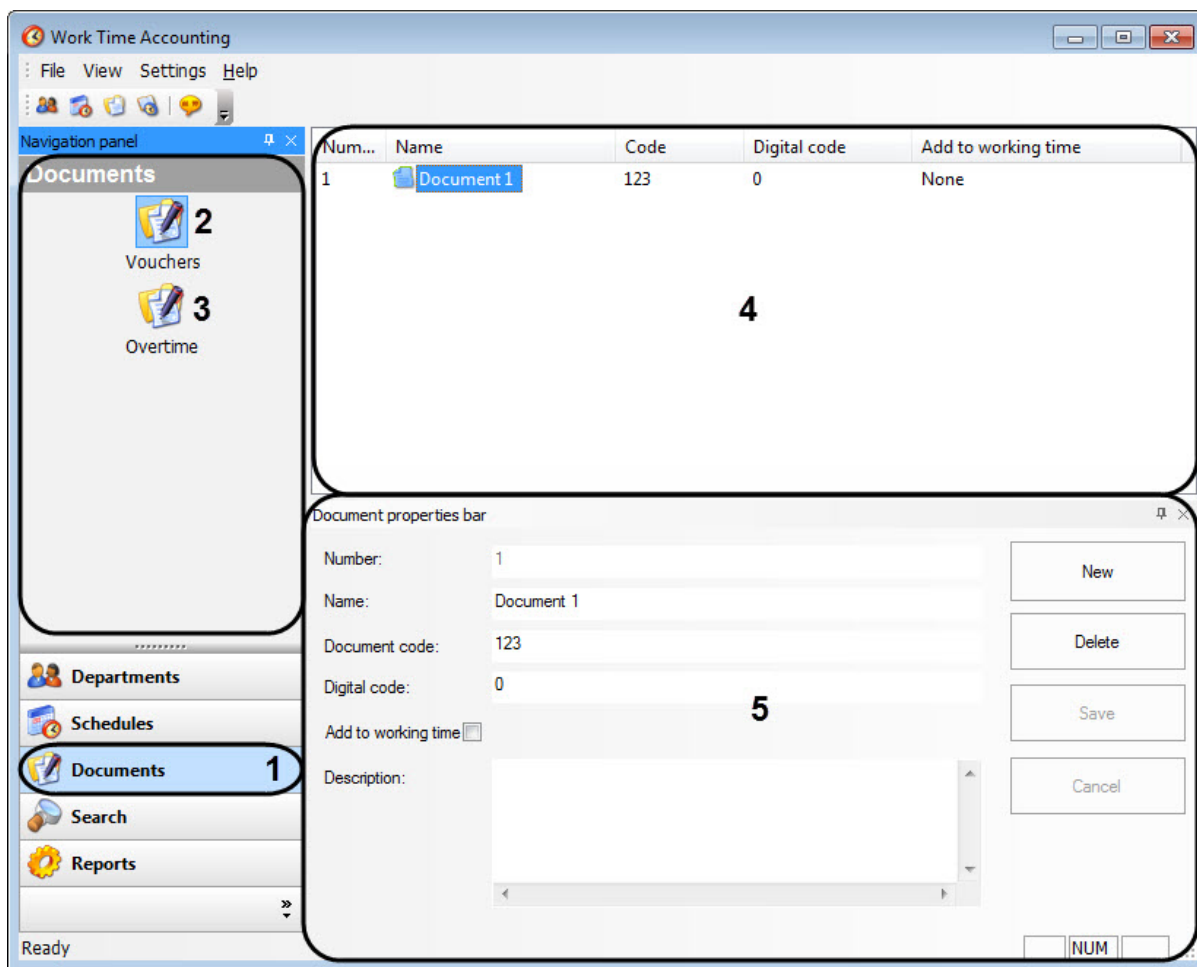 Work Time Accounting
File View Settings Help
Navigation panel
Documents
2
Vouchers
3
Overtime
Num... Name Code Digital code Add to working time
1 Document 1 123 0 None
4
Document properties bar
Number: 1
Name: Document 1
Document code: 123
Digital code: 0
Add to working time
Description:
5
New
Delete
Save
Cancel
Departments
Schedules
Documents 1
Search
Reports
Ready
NUM